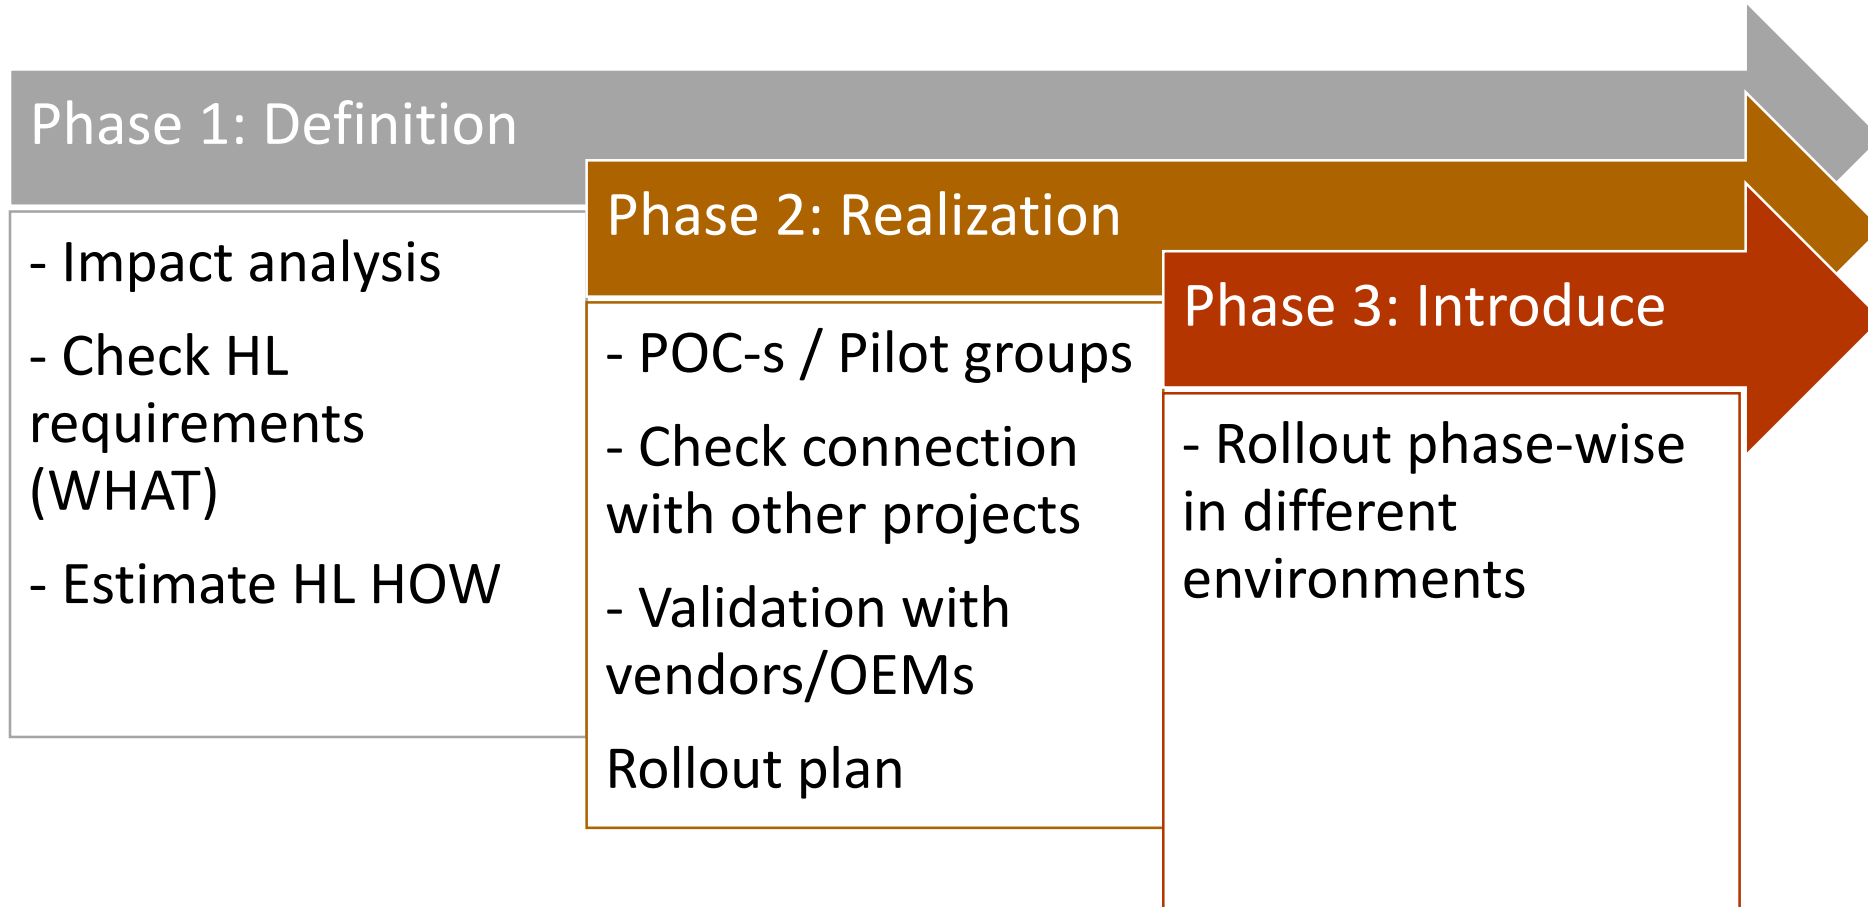 Phase 1: Definition
- Impact analysis
- Check HL
requirements
(WHAT)
- Estimate HL HOW
Phase 2: Realization
- POC-s / Pilot groups
- Check connection
with other projects
- Validation with
vendors/OEMs
Rollout plan
Phase 3: Introduce
- Rollout phase-wise
in different
environments